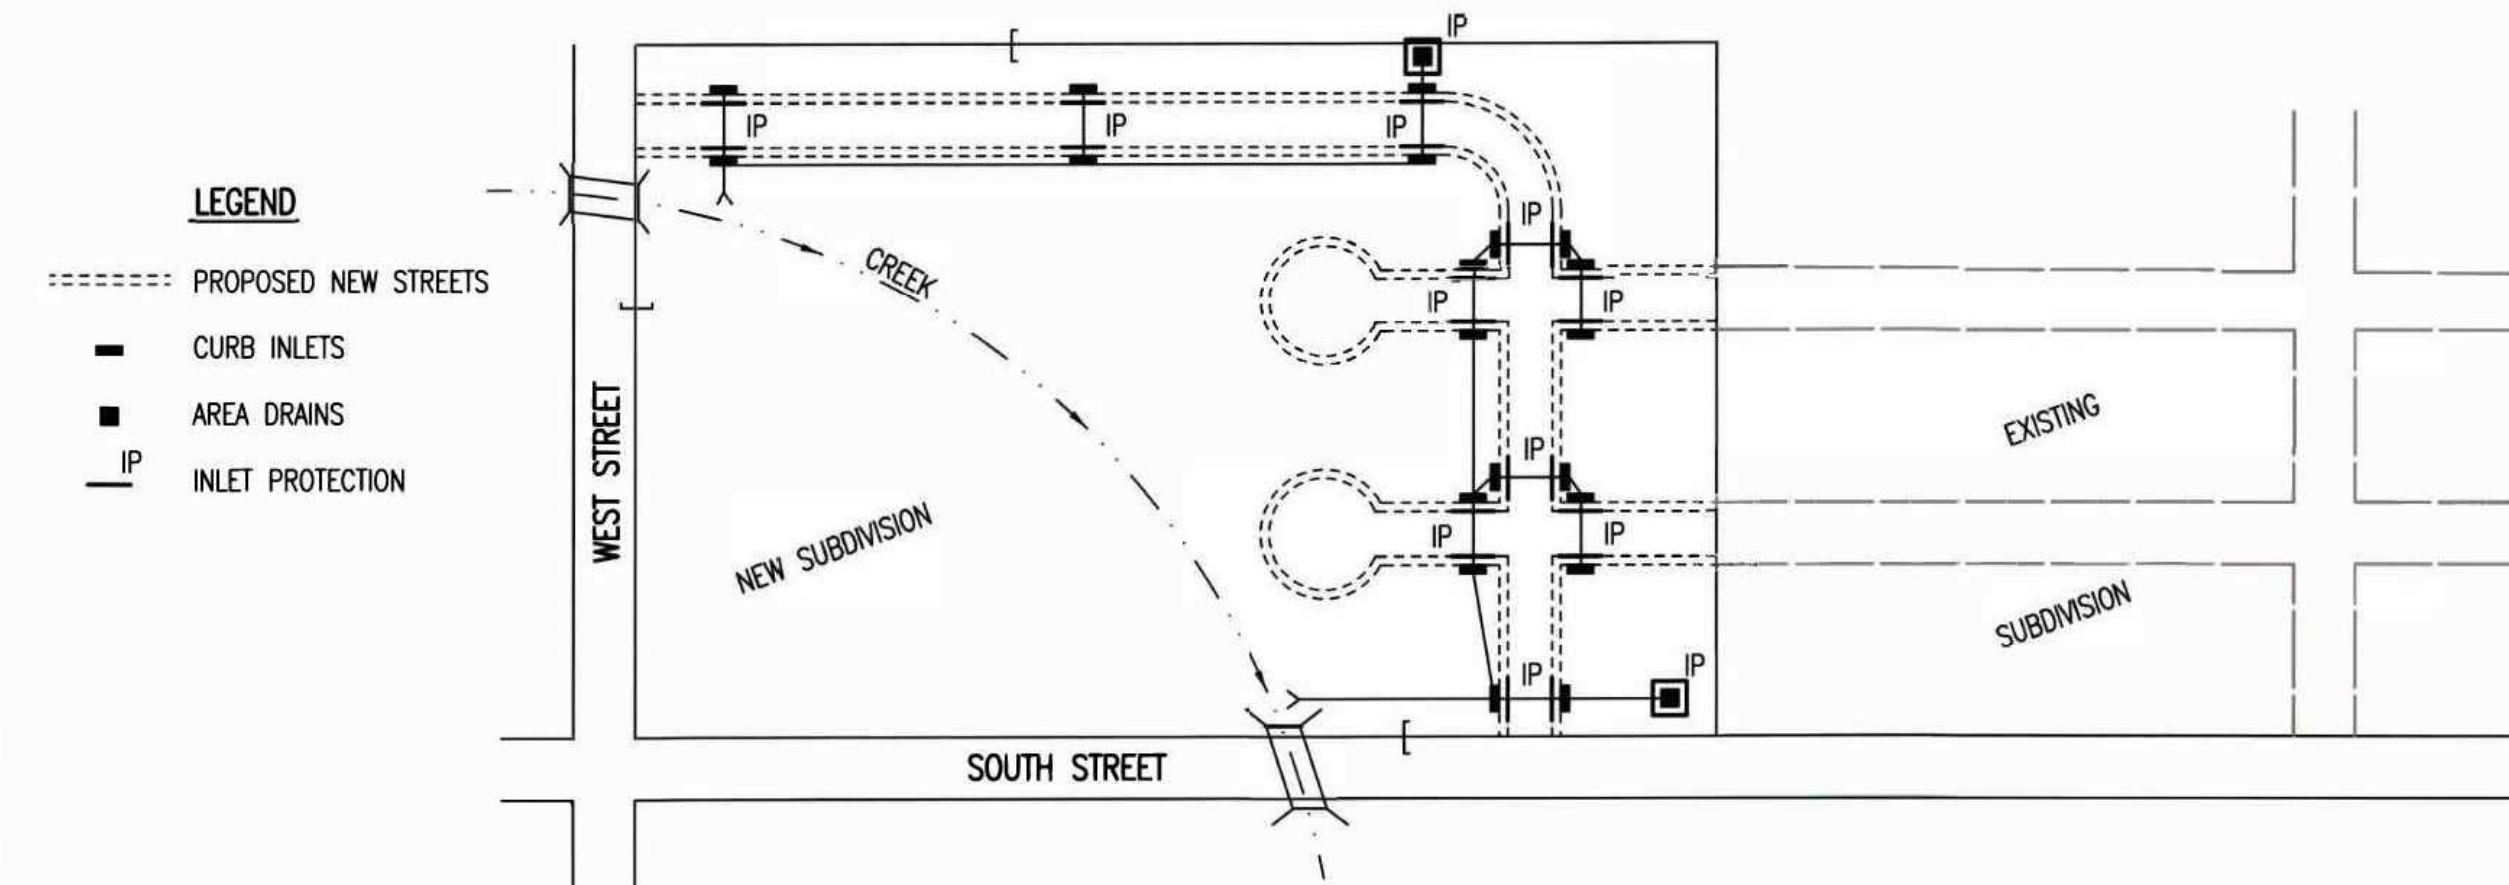 IP
IP
IP
IP
LEGEND
PROPOSED NEW STREETS
CURB INLETS
AREA DRAINS
IP
INLET PROTECTION
WEST STREET
CREEK
NEW SUBDIVISION
IP
IP
IP
IP
IP
IP
IP
IP
SOUTH STREET
EXISTING
SUBDIVISION